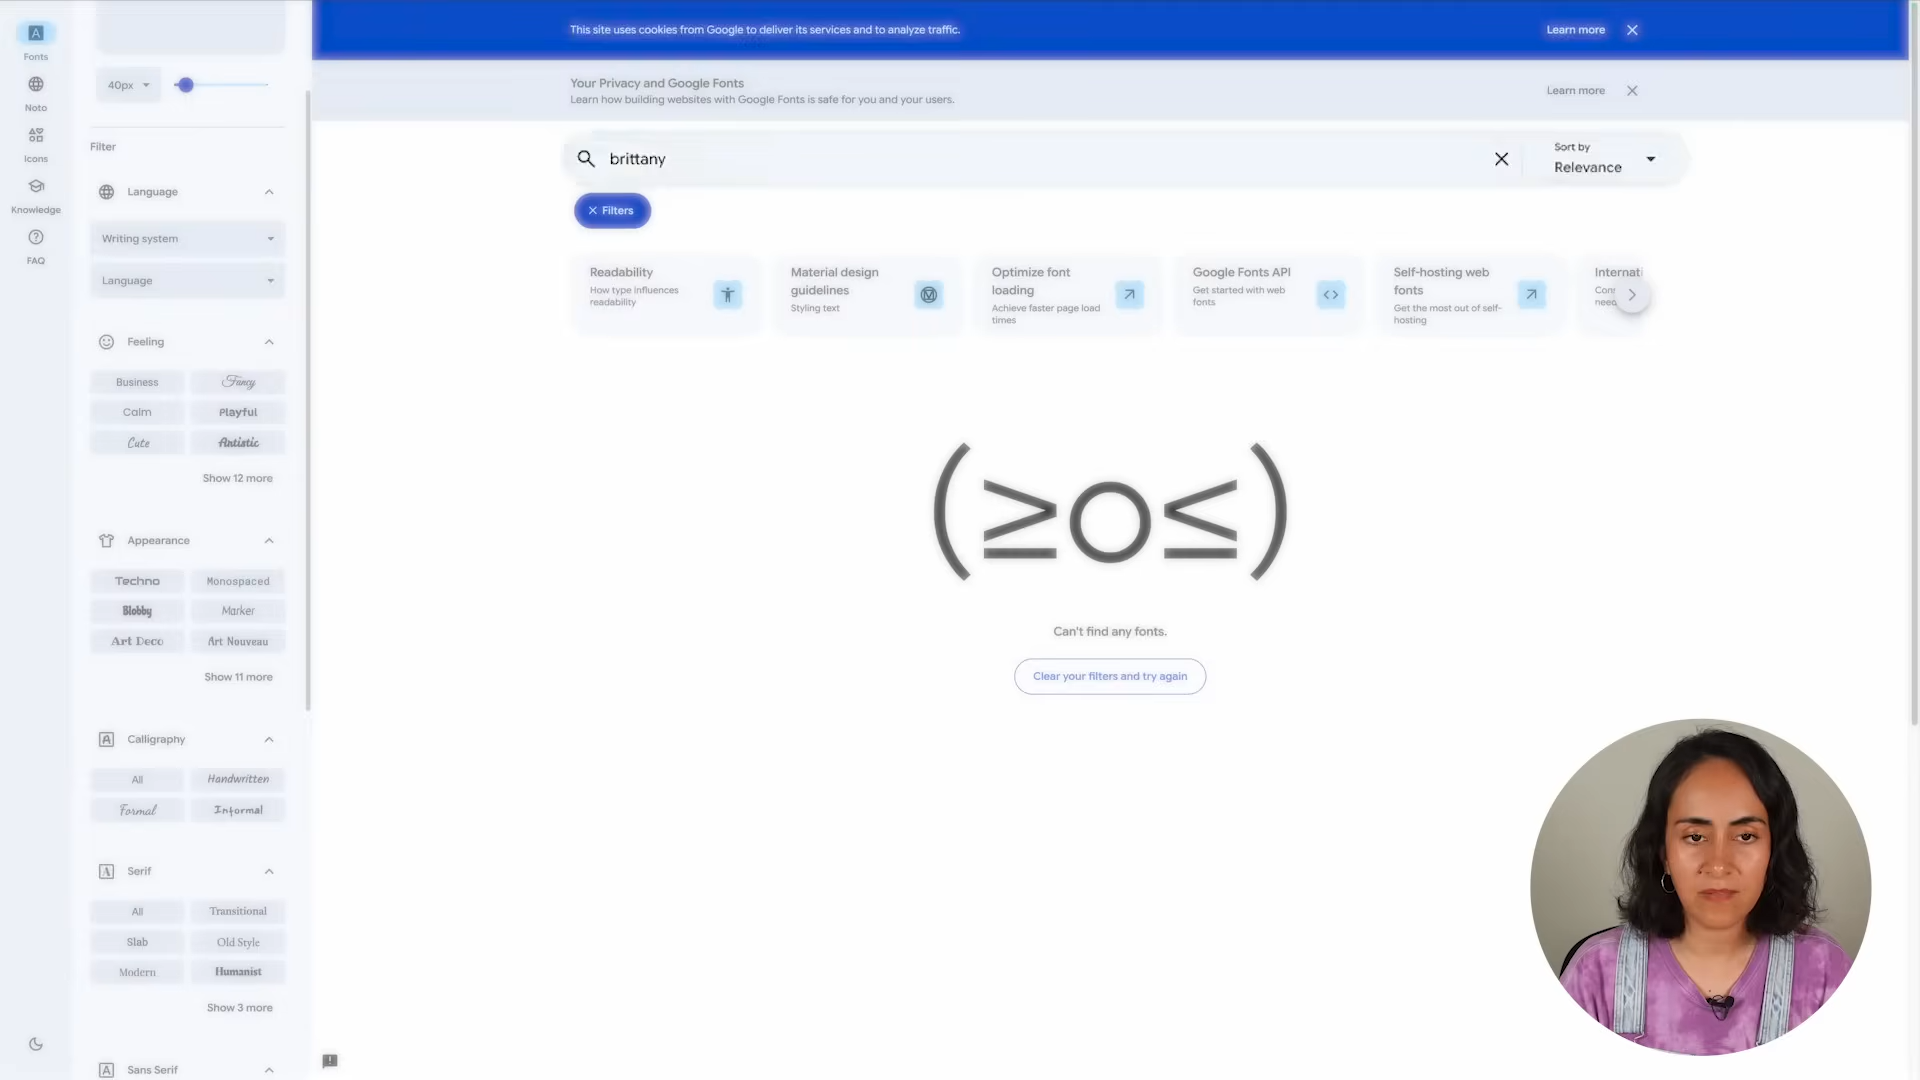 A
Fonts
Noto
Icons
Knowledge
FAQ
40px
Filter
Language
Writing system
Language
Feeling
Business
Fancy
Calm
Playful
Cute
Artistic
Show 12 more
Appearance
Techno
Monospaced
Blobby
Marker
Art Deco
Art Nouveau
Show 11 more
Calligraphy
All
Handwritten
Formal
Informal
Serif
All
Transitional
Slab
Old Style
Modern
Humanist
Show 3 more
Sans Serif
This site uses cookies from Google to deliver its services and to analyze traffic.
Learn more
Your Privacy and Google Fonts
Learn how building websites with Google Fonts is safe for you and your users.
Learn more
brittany
Sort by
Relevance
Filters
Readability
How type influences
readability
Material design
guidelines
Styling text
Optimize font
loading
Achieve faster page load
times
Google Fonts API
Get started with web
fonts
Self-hosting web
fonts
Get the most out of self-
hosting
(≥o≤)
Can't find any fonts.
Clear your filters and try again